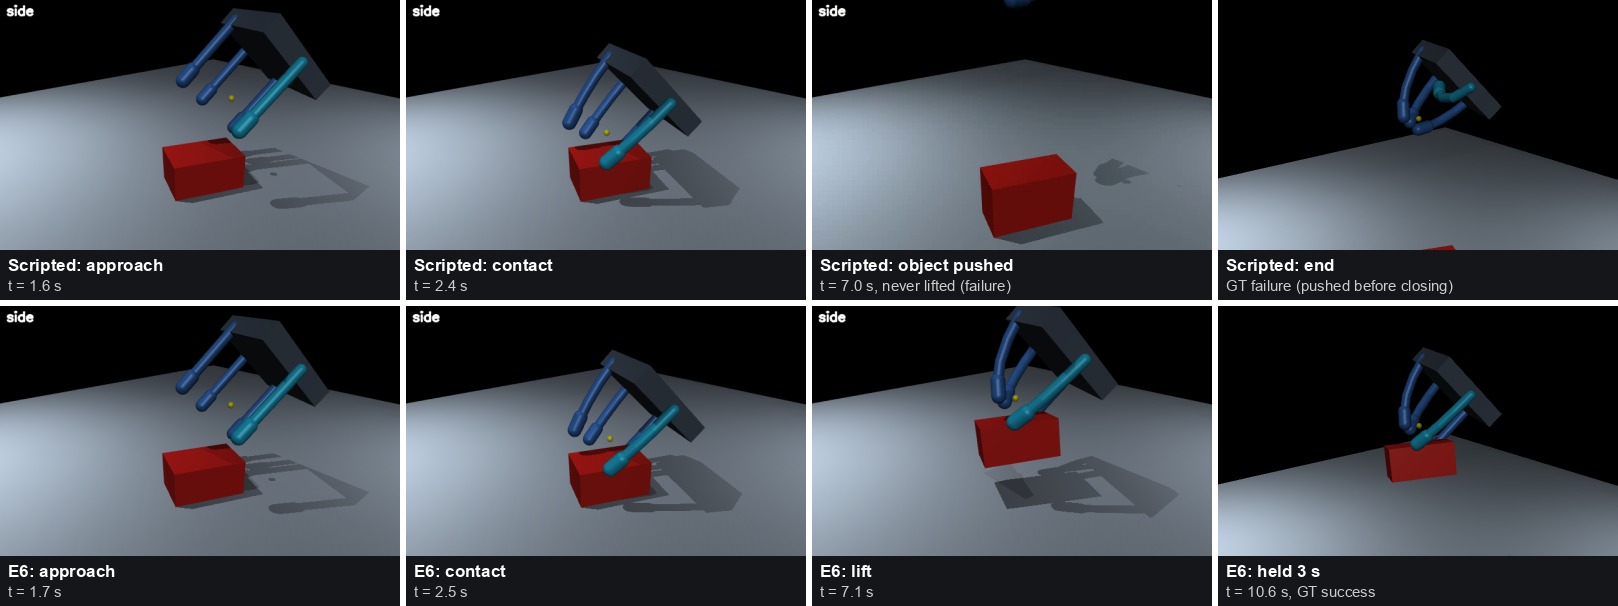 side
Scripted: approach
t = 1.6 s
side
Scripted: contact
t = 2.4 s
side
Scripted: object pushed
t = 7.0 s, never lifted (failure)
Scripted: end
GT failure (pushed before closing)
side
E6: approach
t = 1.7 s
side
E6: contact
t = 2.5 s
side
E6: lift
t = 7.1 s
E6: held 3 s
t = 10.6 s, GT success